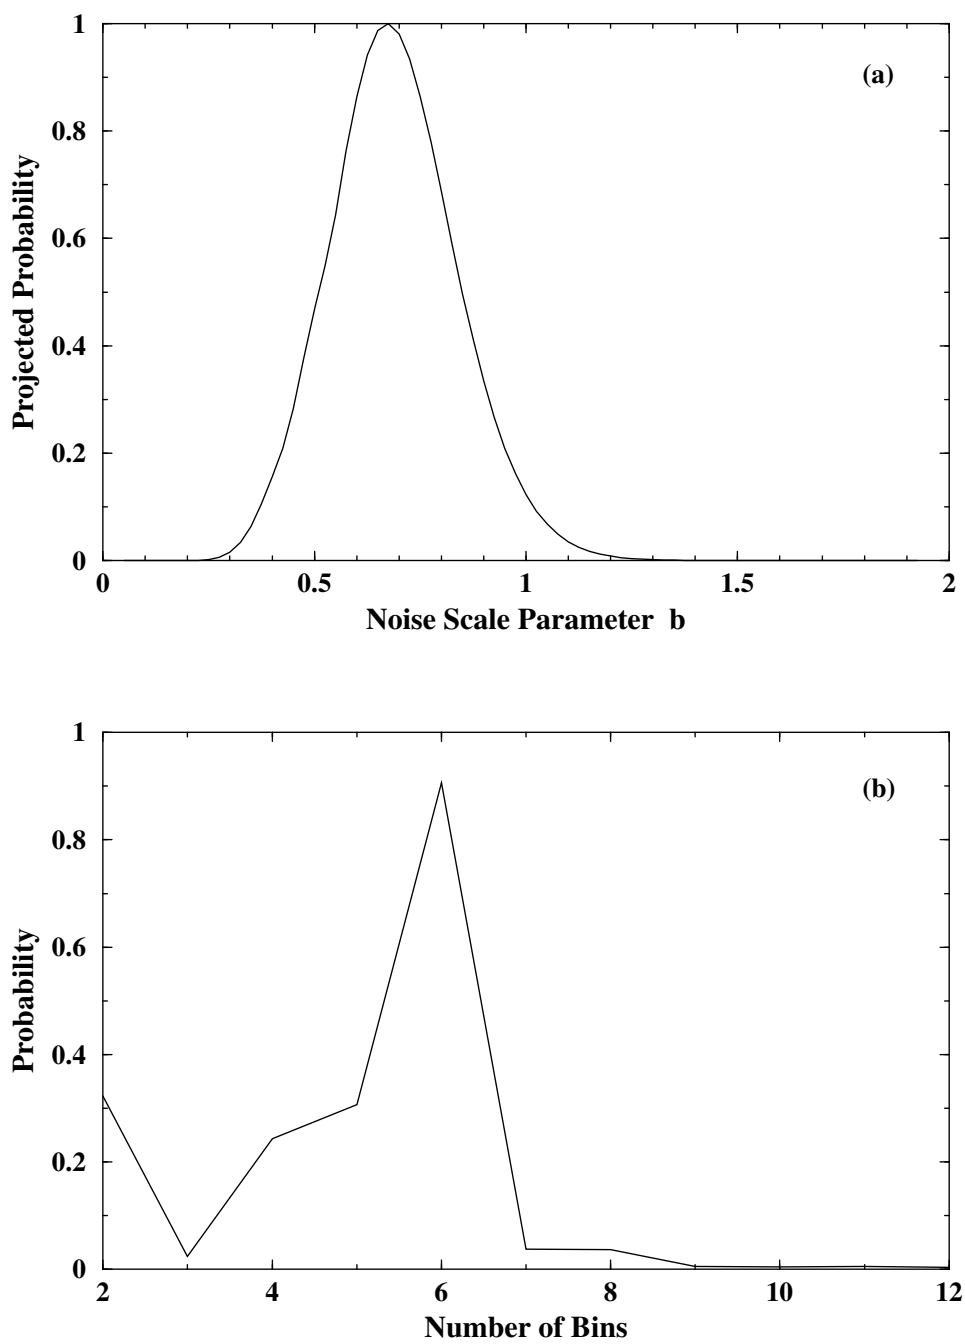 1
(a)
0.8
0.6
0.4
0.2
0
Projected Probability
0 0.5 1 1.5 2
Noise Scale Parameter b
1
(b)
0.8
0.6
0.4
0.2
0
Probability
2 4 6 8 10 12
Number of Bins